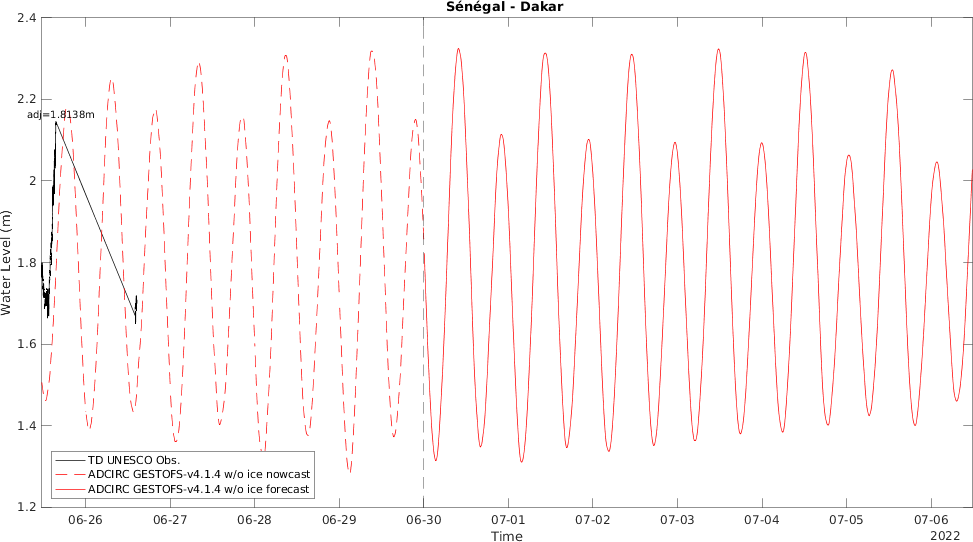 Sénégal - Dakar
2.4
2.2
2
1.8
1.6
1.4
1.2
Water Level (m)
adj=1.8138m
TD UNESCO Obs.
ADCIRC GESTOFS-v4.1.4 w/o ice nowcast
ADCIRC GESTOFS-v4.1.4 w/o ice forecast
06-26 06-27 06-28 06-29 06-30 07-01 07-02 07-03 07-04 07-05 07-06
Time
2022